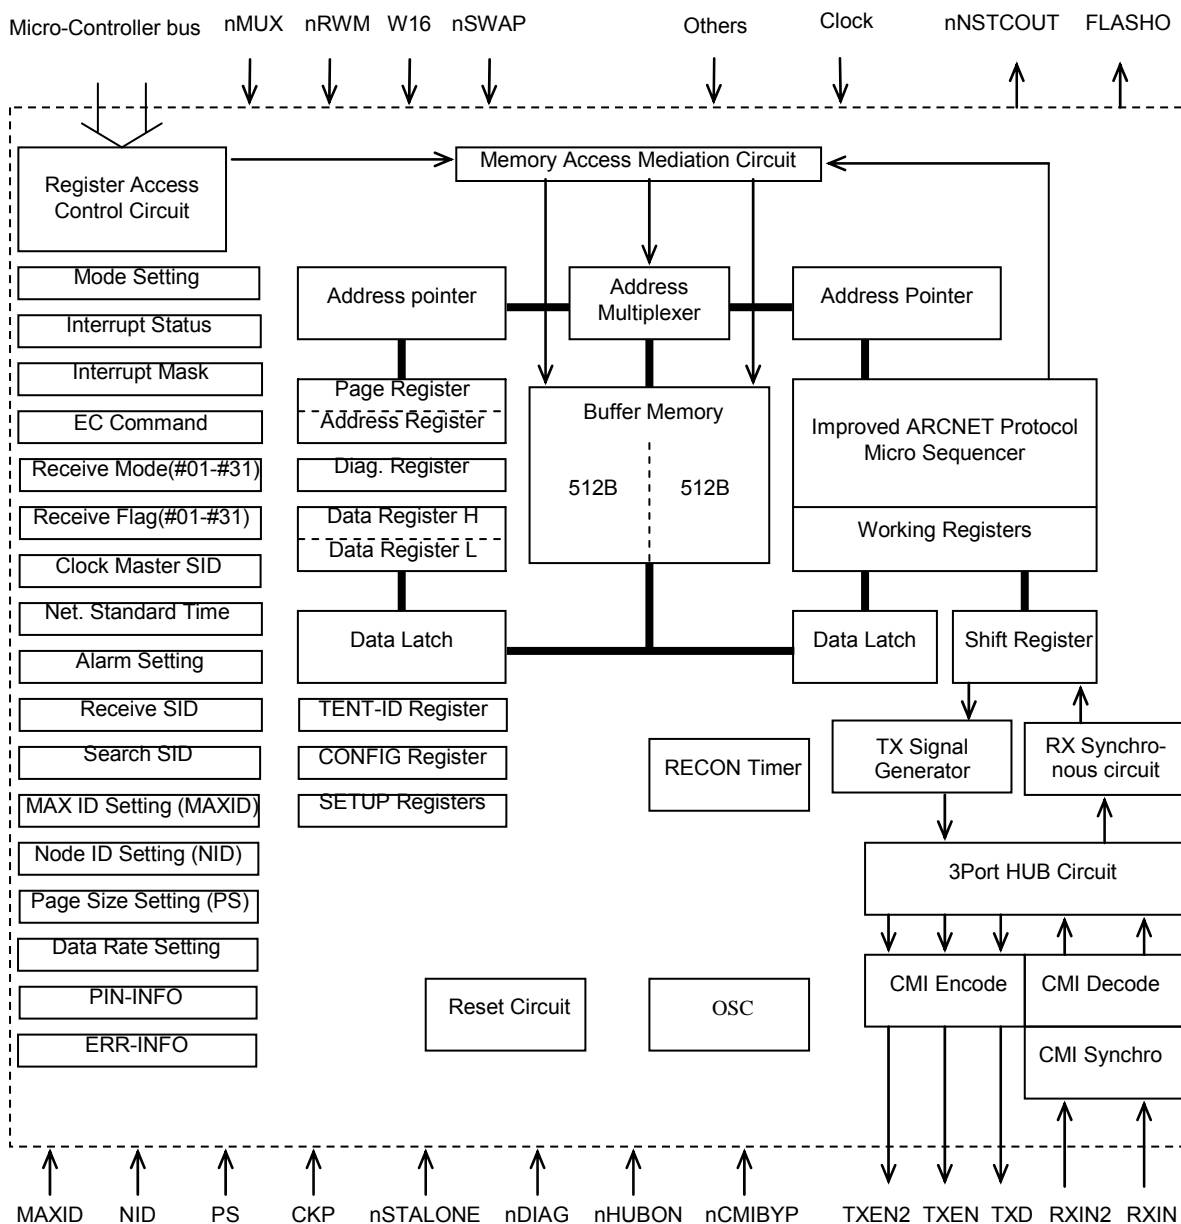 Micro-Controller bus
nMUX
nRWM
W16
nSWAP
Others
Clock
nNSTCOUT
FLASHO
Register Access
Control Circuit
Memory Access Mediation Circuit
Mode Setting
Interrupt Status
Interrupt Mask
EC Command
Receive Mode(#01-#31)
Receive Flag(#01-#31)
Clock Master SID
Net. Standard Time
Alarm Setting
Receive SID
Search SID
MAX ID Setting (MAXID)
Node ID Setting (NID)
Page Size Setting (PS)
Data Rate Setting
PIN-INFO
ERR-INFO
Address pointer
Page Register
Address Register
Diag. Register
Data Register H
Data Register L
Data Latch
TENT-ID Register
CONFIG Register
SETUP Registers
Address
Multiplexer
Buffer Memory
512B
512B
Address Pointer
Improved ARCNET Protocol
Micro Sequencer
Working Registers
Data Latch
Shift Register
RECON Timer
TX Signal
Generator
RX Synchro-
nous circuit
3Port HUB Circuit
CMI Encode
CMI Decode
CMI Synchro
Reset Circuit
OSC
MAXID
NID
PS
CKP
nSTALONE
nDIAG
nHUBON
nCMIBYP
TXEN2
TXEN
TXD
RXIN2
RXIN